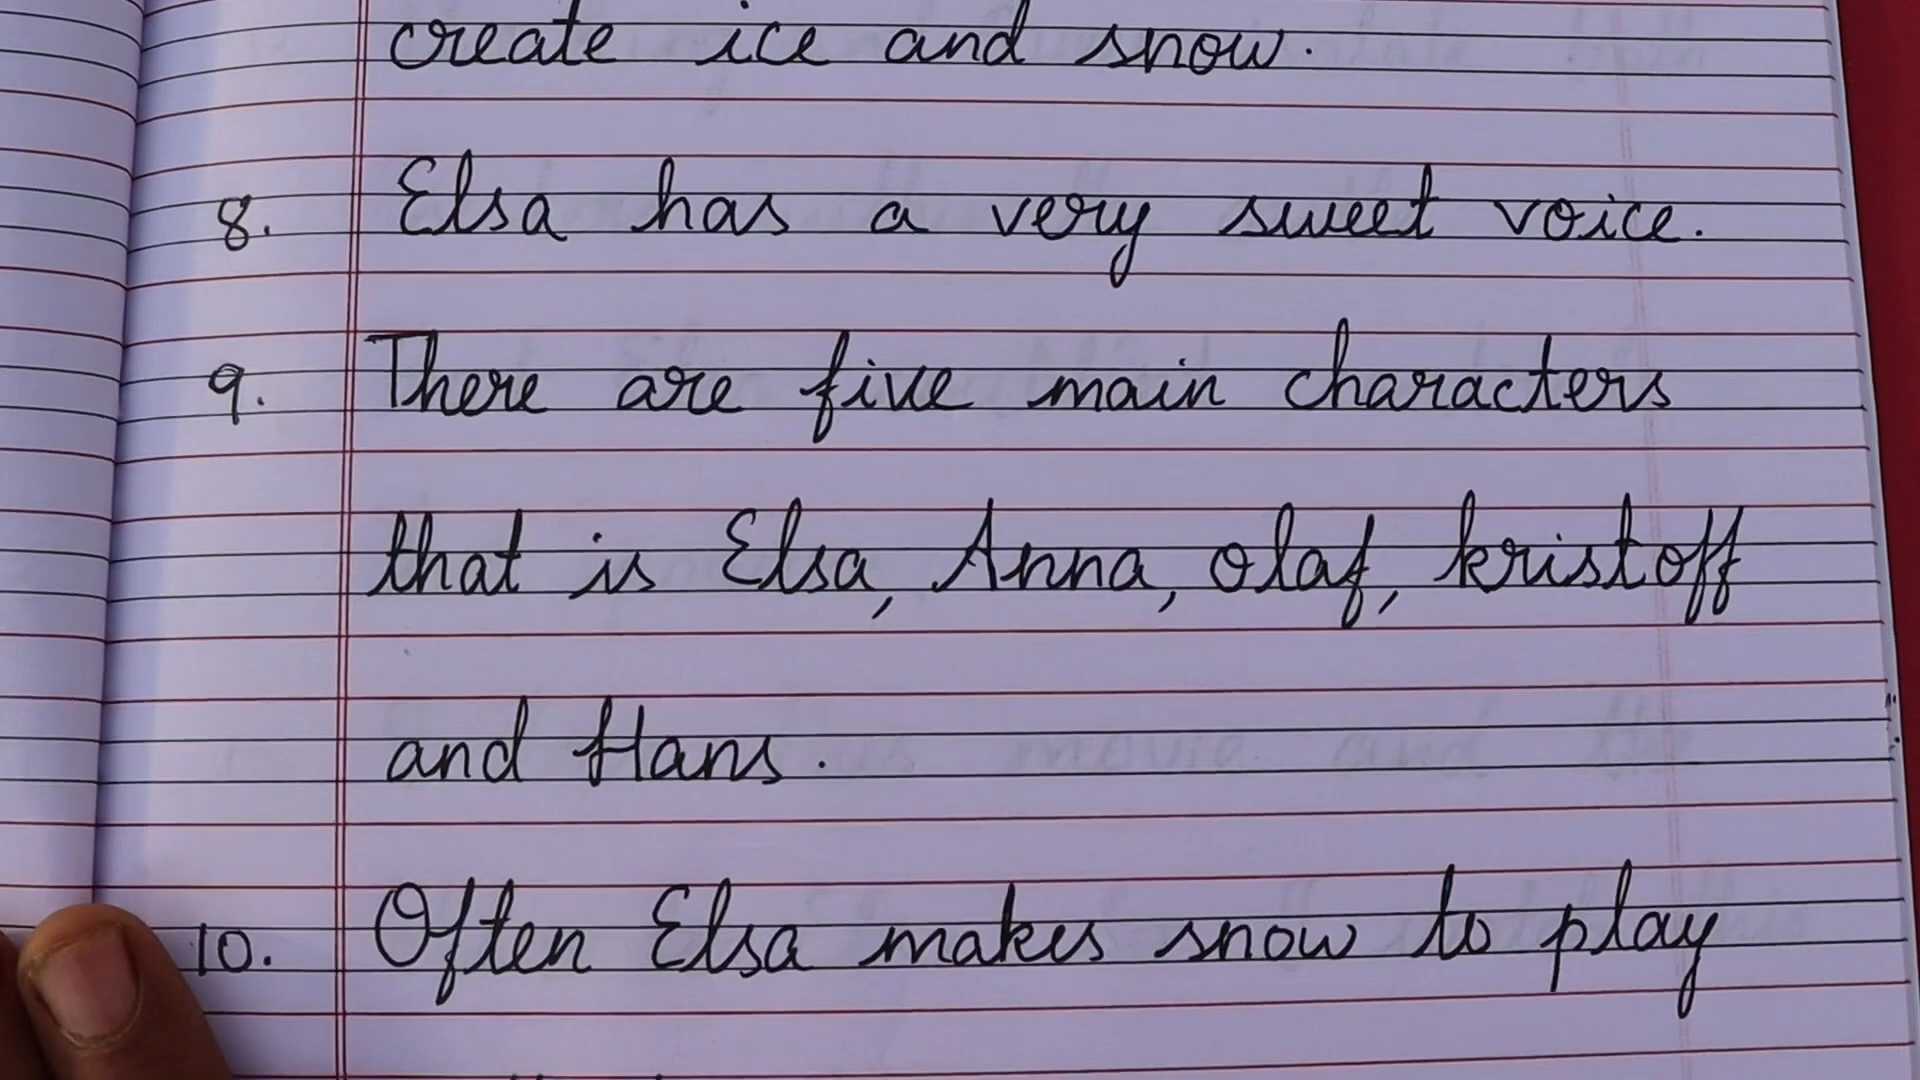 create ice and snow.
8. Elsa has a very sweet voice.
9. There are five main characters
that is Elsa, Anna, olaf, kristoff
and Hans.
10. Often Elsa makes snow to play